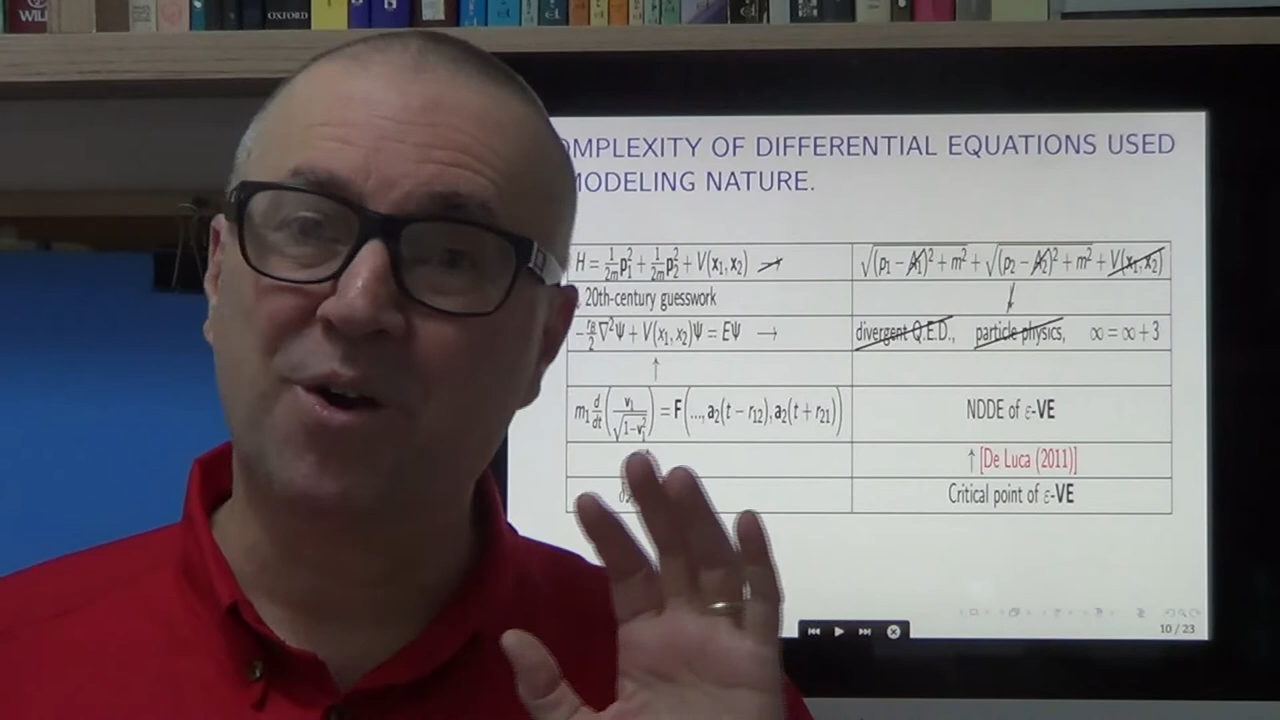 WIL
OXFORD
OMPLEXITY OF DIFFERENTIAL EQUATIONS USED
MODELING NATURE.
H = 1/2m p₁² + 1/2m p₂² + V(x₁, x₂) ↛
√(p₁ − A₁)² + m² + √(p₂ − A₂)² + m² + V(x₁, x₂)
20th-century guesswork
∇²Ψ + V(x₁, x₂)Ψ = EΨ →
divergent Q.E.D., particle physics, ∞ = ∞ + 3
↑
m₁ d/dt (v₁/√1−v₁²) = F(..., a₂(t − r₁₂), a₂(t + r₂₁))
NDDE of ε-VE
↑ [De Luca (2011)]
Critical point of ε-VE
10 / 23